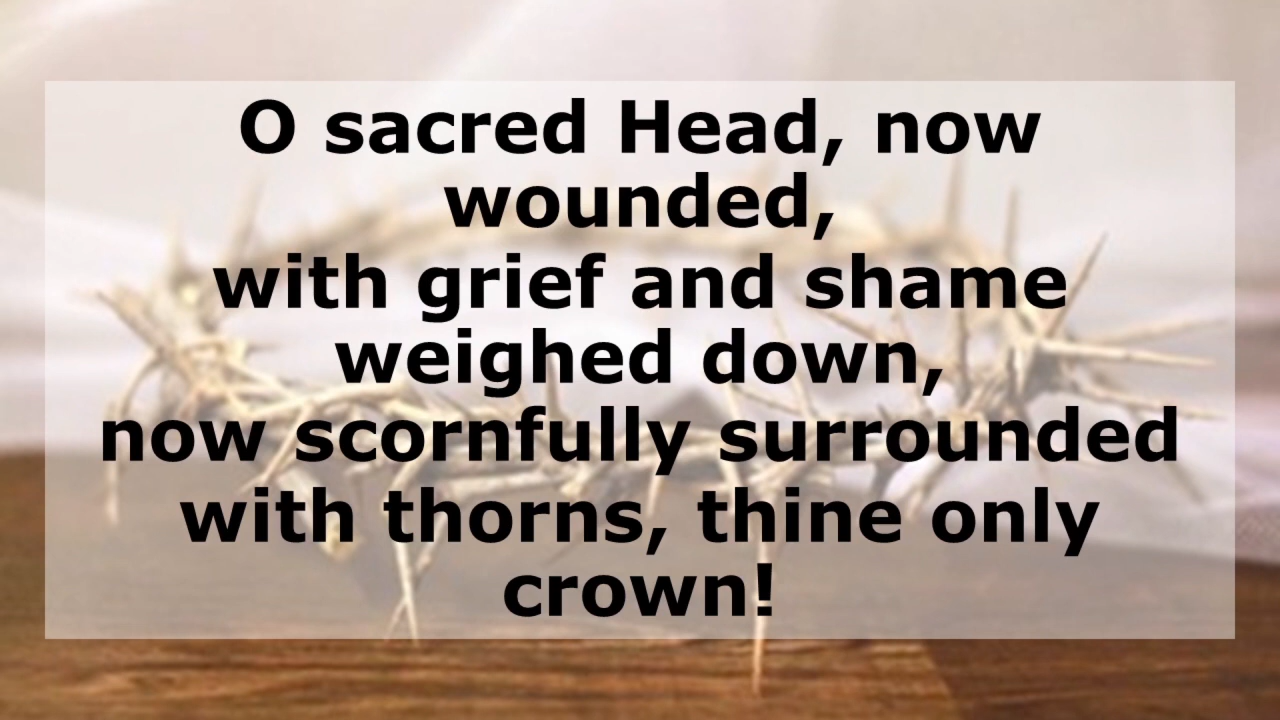 O sacred Head, now
wounded,
with grief and shame
weighed down,
now scornfully surrounded
with thorns, thine only
crown!